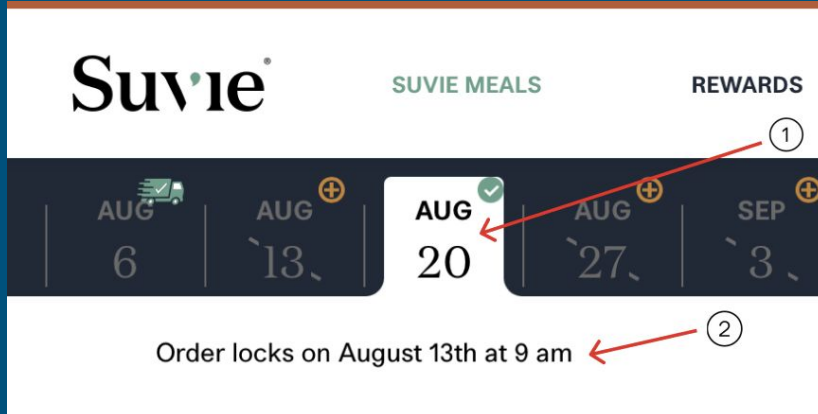 Suvie®
SUVIE MEALS
REWARDS
1
AUG
6
AUG
13
AUG
20
AUG
27
SEP
3
2
Order locks on August 13th at 9 am